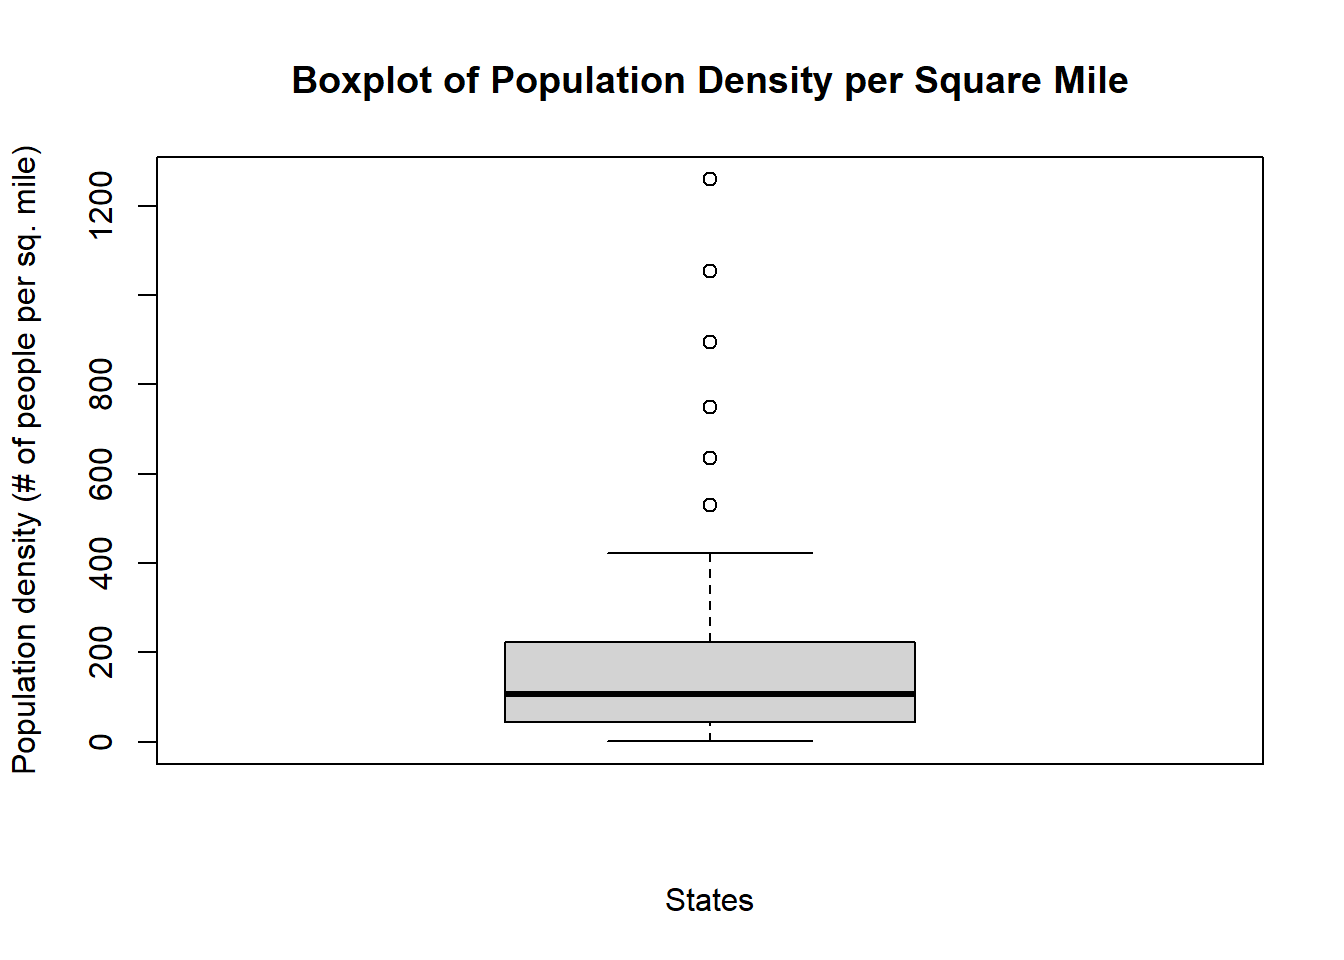 Boxplot of Population Density per Square Mile
Population density (# of people per sq. mile)
1200
800
600
400
200
0
States